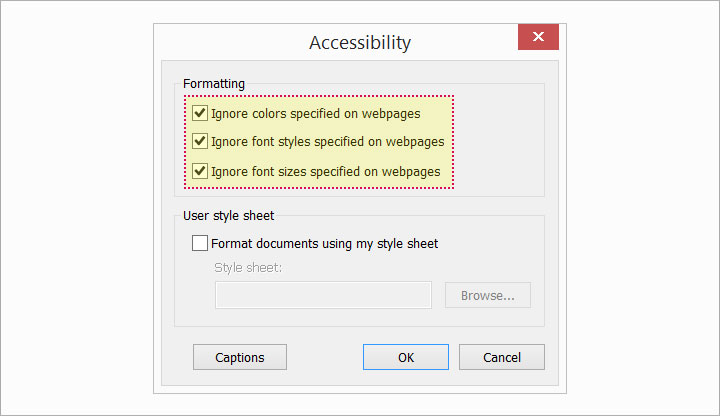 Accessibility
Formatting
Ignore colors specified on webpages
Ignore font styles specified on webpages
Ignore font sizes specified on webpages
User style sheet
Format documents using my style sheet
Style sheet:
Browse...
Captions OK Cancel